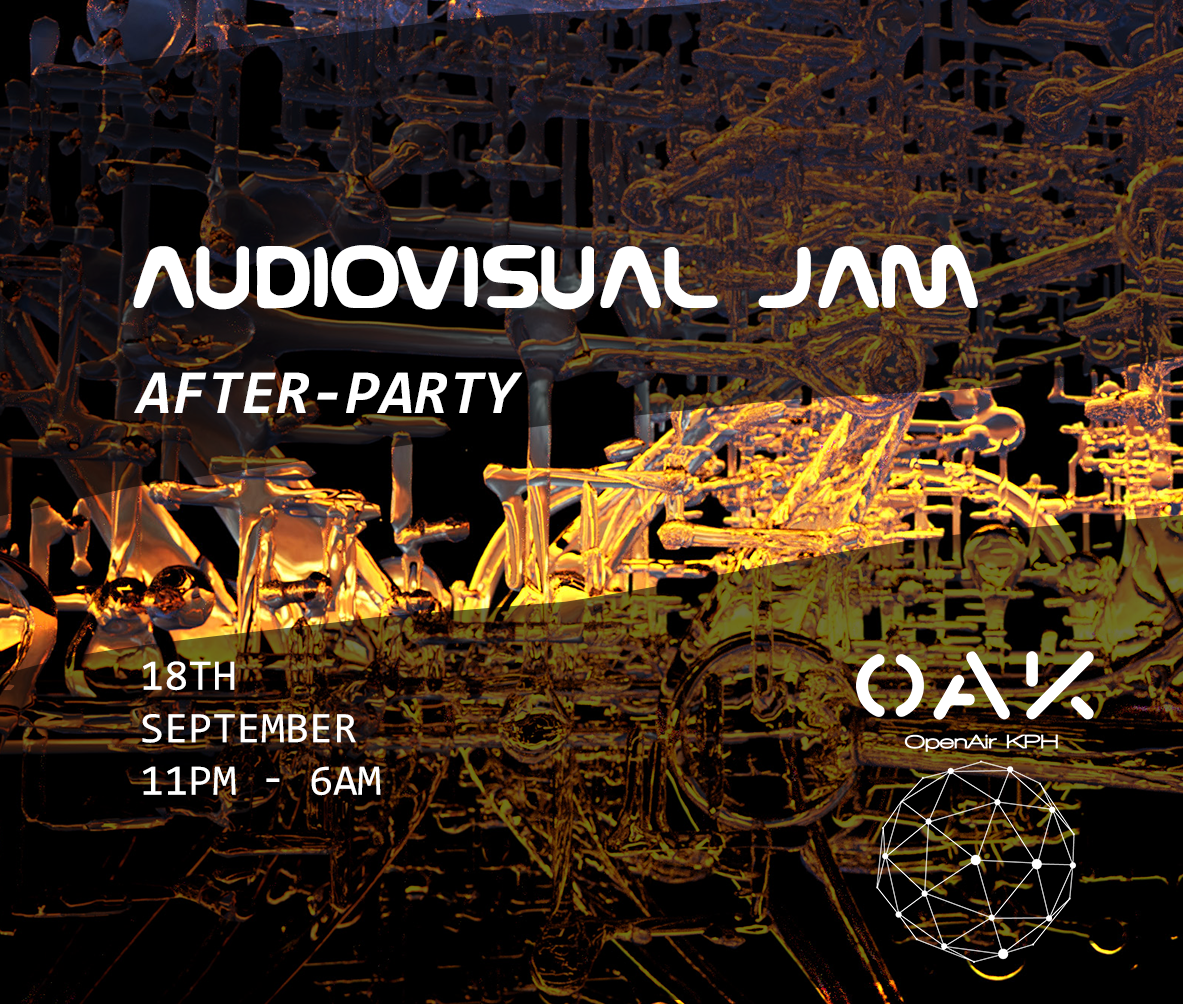 AUDIOVISUAL JAM
AFTER-PARTY
18TH
SEPTEMBER
11PM - 6AM
OAK
OpenAir KPH